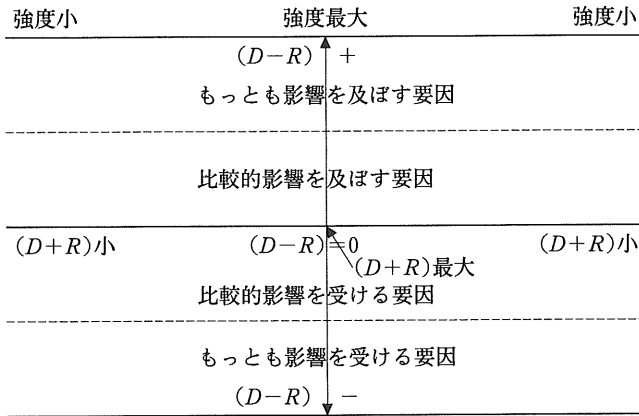 強度小 強度最大 強度小
(D−R) +
もっとも影響を及ぼす要因
比較的影響を及ぼす要因
(D+R)小 (D−R)=0 (D+R)小
(D+R)最大
比較的影響を受ける要因
もっとも影響を受ける要因
(D−R) −